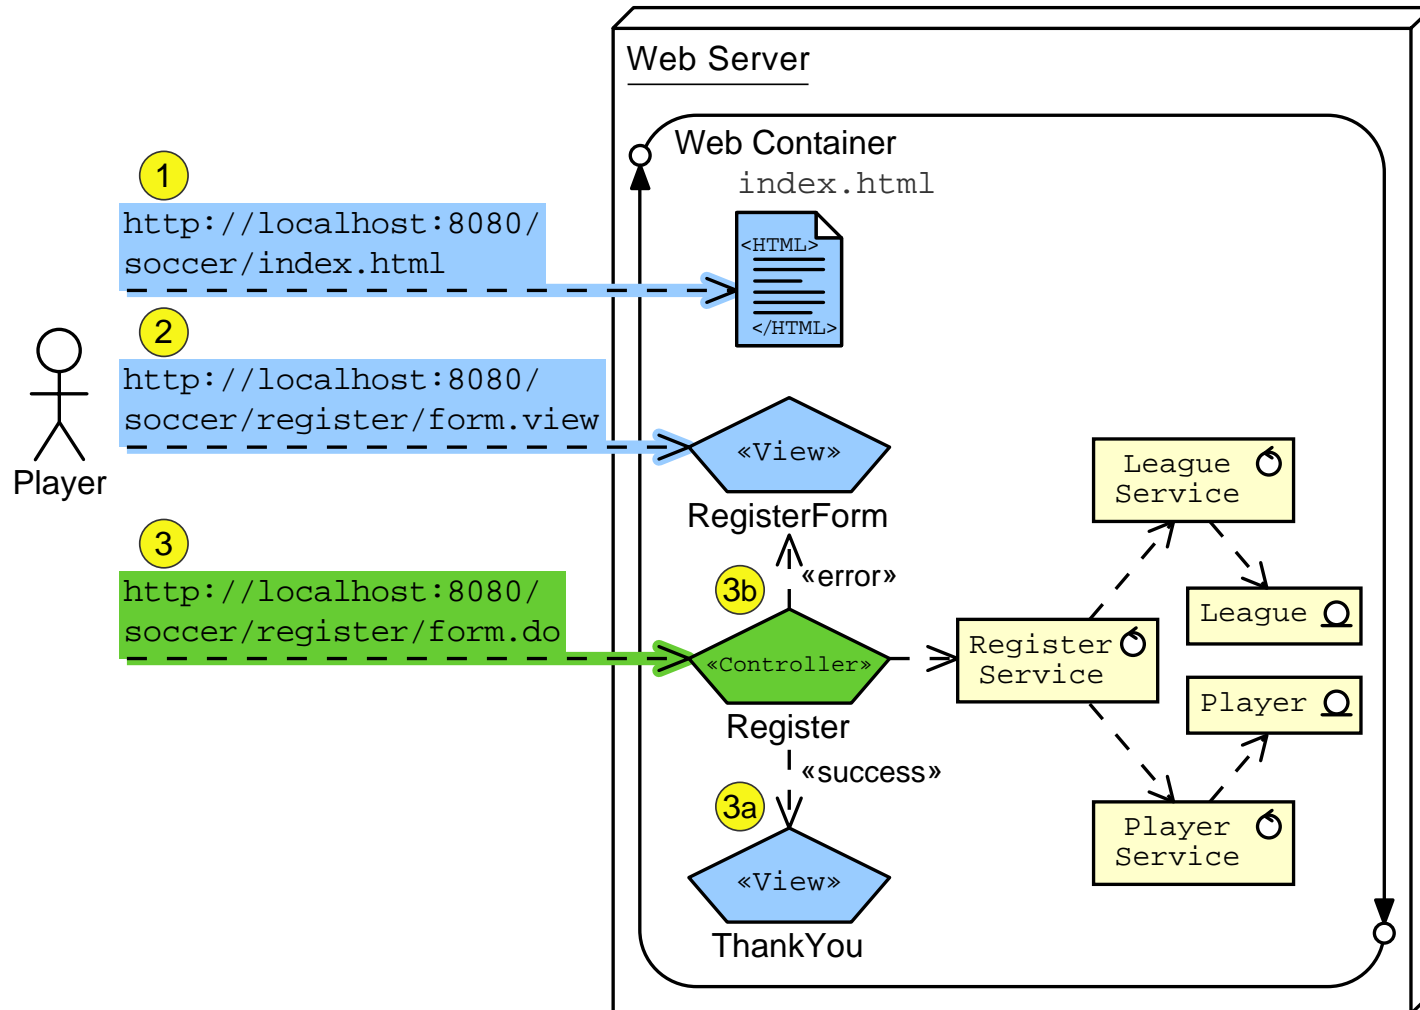 Web Server
Web Container
index.html
<HTML>
</HTML>
1
http://localhost:8080/
soccer/index.html
2
http://localhost:8080/
soccer/register/form.view
Player
«View»
RegisterForm
3
http://localhost:8080/
soccer/register/form.do
3b
«error»
«Controller»
Register
«success»
3a
«View»
ThankYou
League
Service
League
Register
Service
Player
Player
Service